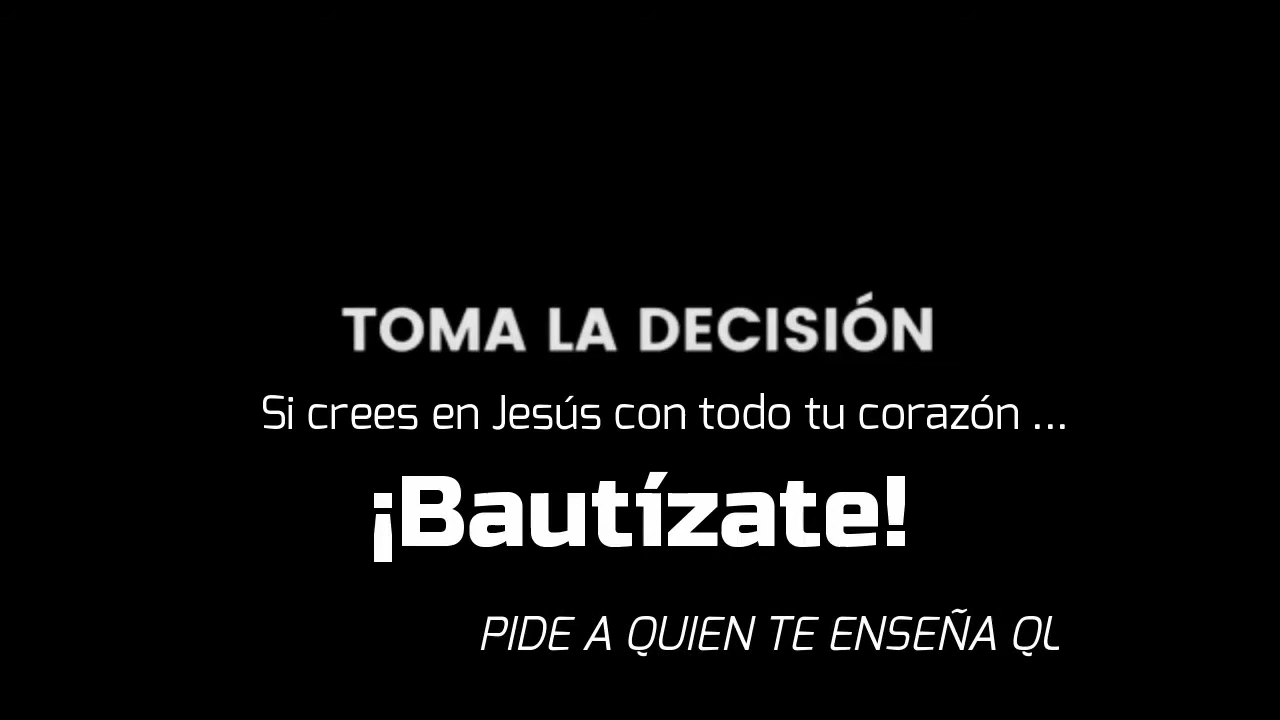 TOMA LA DECISIÓN
Si crees en Jesús con todo tu corazón ...
¡Bautízate!
PIDE A QUIEN TE ENSEÑA